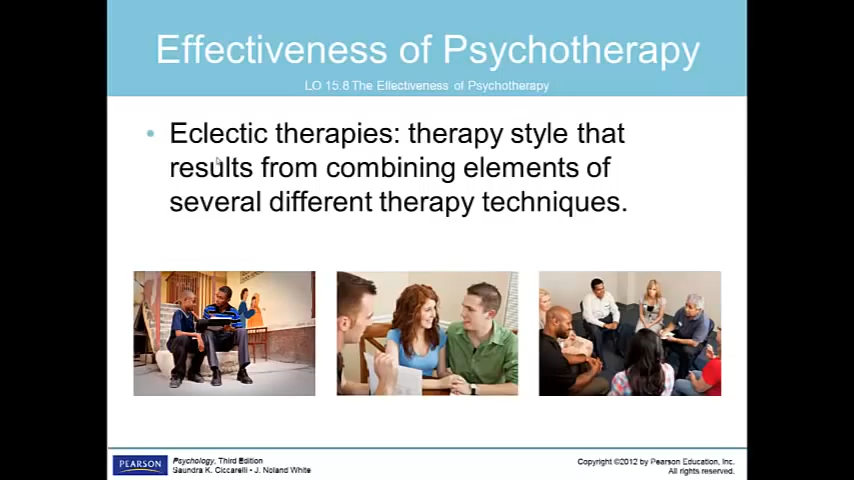 Effectiveness of Psychotherapy
LO 15.8 The Effectiveness of Psychotherapy
• Eclectic therapies: therapy style that
results from combining elements of
several different therapy techniques.
PEARSON
Psychology, Third Edition
Saundra K. Ciccarelli • J. Noland White
Copyright ©2012 by Pearson Education, Inc.
All rights reserved.